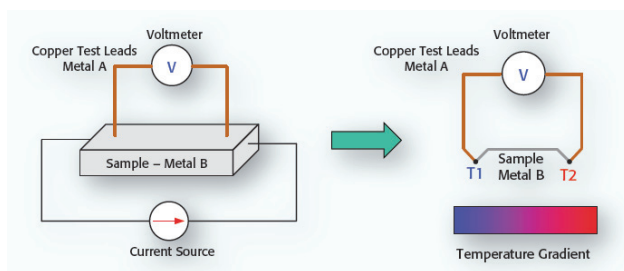 Voltmeter
Copper Test Leads
Metal A
V
Sample – Metal B
Current Source
Voltmeter
Copper Test Leads
Metal A
V
T1
Sample
Metal B
T2
Temperature Gradient